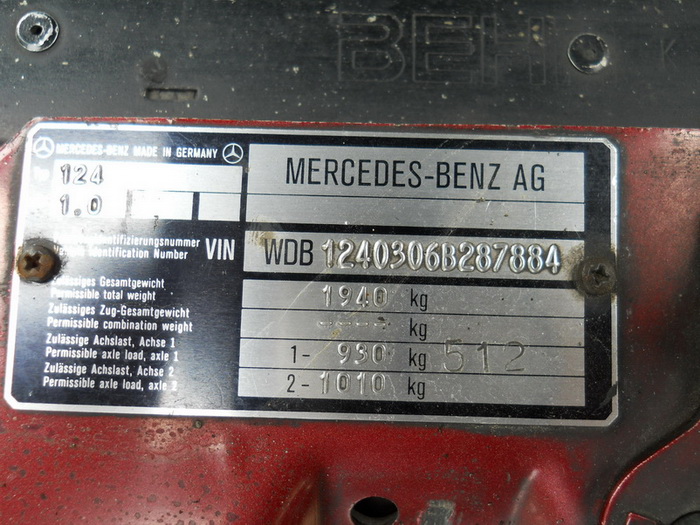 BEH
K
MERCEDES-BENZ MADE IN GERMANY
124
1.0
MERCEDES-BENZ AG
identifizierungsnummer
Identification Number
VIN
WDB 1240306B287884
Zulässiges Gesamtgewicht
Permissible total weight
1940 kg
Zulässiges Zug-Gesamtgewicht
Permissible combination weight
---- kg
Zulässige Achslast, Achse 1
Permissible axle load, axle 1
1- 930 kg 512
Zulässige Achslast, Achse 2
Permissible axle load, axle 2
2- 1010 kg